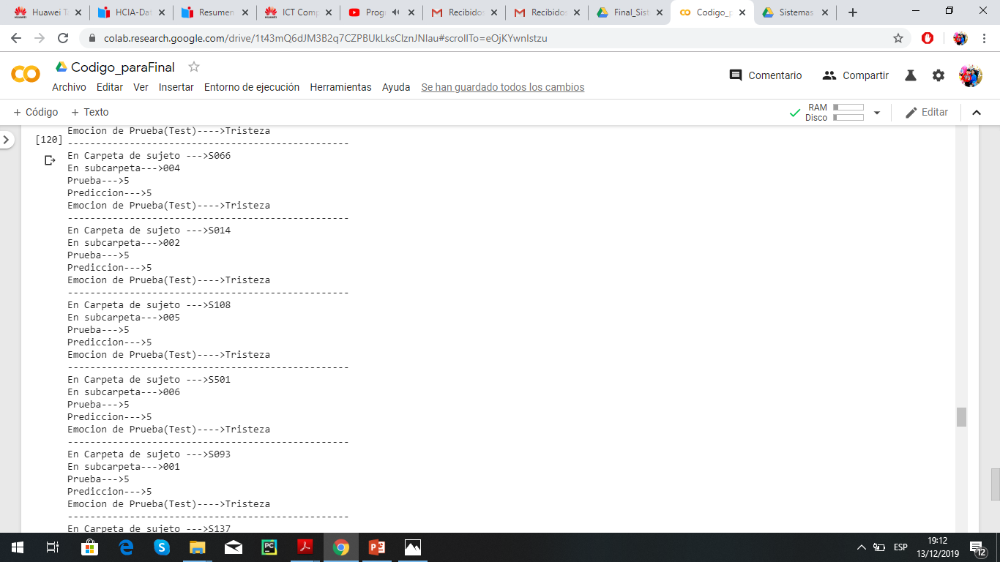 Huawei T
HCIA-Dat
Resumen
ICT Comp
Progr
Recibidos
Recibidos
Final_Sist
Codigo_p
Sistemas
colab.research.google.com/drive/1t43mQ6dJM3B2q7CZPBUkLksCIznJNIau#scrollTo=eOjKYwnIstzu
Codigo_paraFinal
Comentario
Compartir
Archivo Editar Ver Insertar Entorno de ejecución Herramientas Ayuda Se han guardado todos los cambios
+ Código + Texto
RAM
Disco
Editar
Emocion de Prueba(Test)---->Tristeza
[120]
--------------------------------------------------
En Carpeta de sujeto --->S066
En subcarpeta--->004
Prueba--->5
Prediccion--->5
Emocion de Prueba(Test)---->Tristeza
--------------------------------------------------
En Carpeta de sujeto --->S014
En subcarpeta--->002
Prueba--->5
Prediccion--->5
Emocion de Prueba(Test)---->Tristeza
--------------------------------------------------
En Carpeta de sujeto --->S108
En subcarpeta--->005
Prueba--->5
Prediccion--->5
Emocion de Prueba(Test)---->Tristeza
--------------------------------------------------
En Carpeta de sujeto --->S501
En subcarpeta--->006
Prueba--->5
Prediccion--->5
Emocion de Prueba(Test)---->Tristeza
--------------------------------------------------
En Carpeta de sujeto --->S093
En subcarpeta--->001
Prueba--->5
Prediccion--->5
Emocion de Prueba(Test)---->Tristeza
--------------------------------------------------
En Carpeta de sujeto --->S137
ESP
19:12
13/12/2019
12